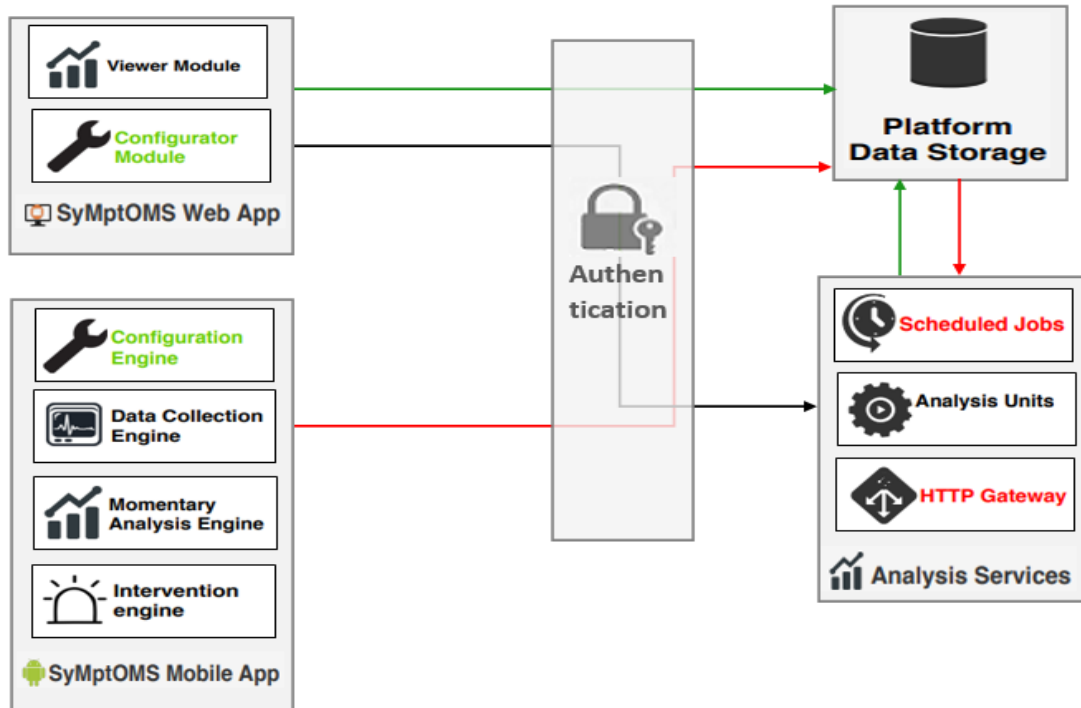 Viewer Module
Configurator
Module
SyMptOMS Web App
Configuration
Engine
Data Collection
Engine
Momentary
Analysis Engine
Intervention
engine
SyMptOMS Mobile App
Authen
tication
Platform
Data Storage
Scheduled Jobs
Analysis Units
HTTP Gateway
Analysis Services